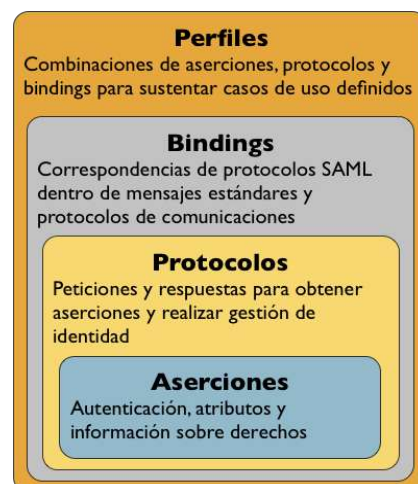 Perfiles
Combinaciones de aserciones, protocolos y
bindings para sustentar casos de uso definidos
Bindings
Correspondencias de protocolos SAML
dentro de mensajes estándares y
protocolos de comunicaciones
Protocolos
Peticiones y respuestas para obtener
aserciones y realizar gestión de
identidad
Aserciones
Autenticación, atributos y
información sobre derechos